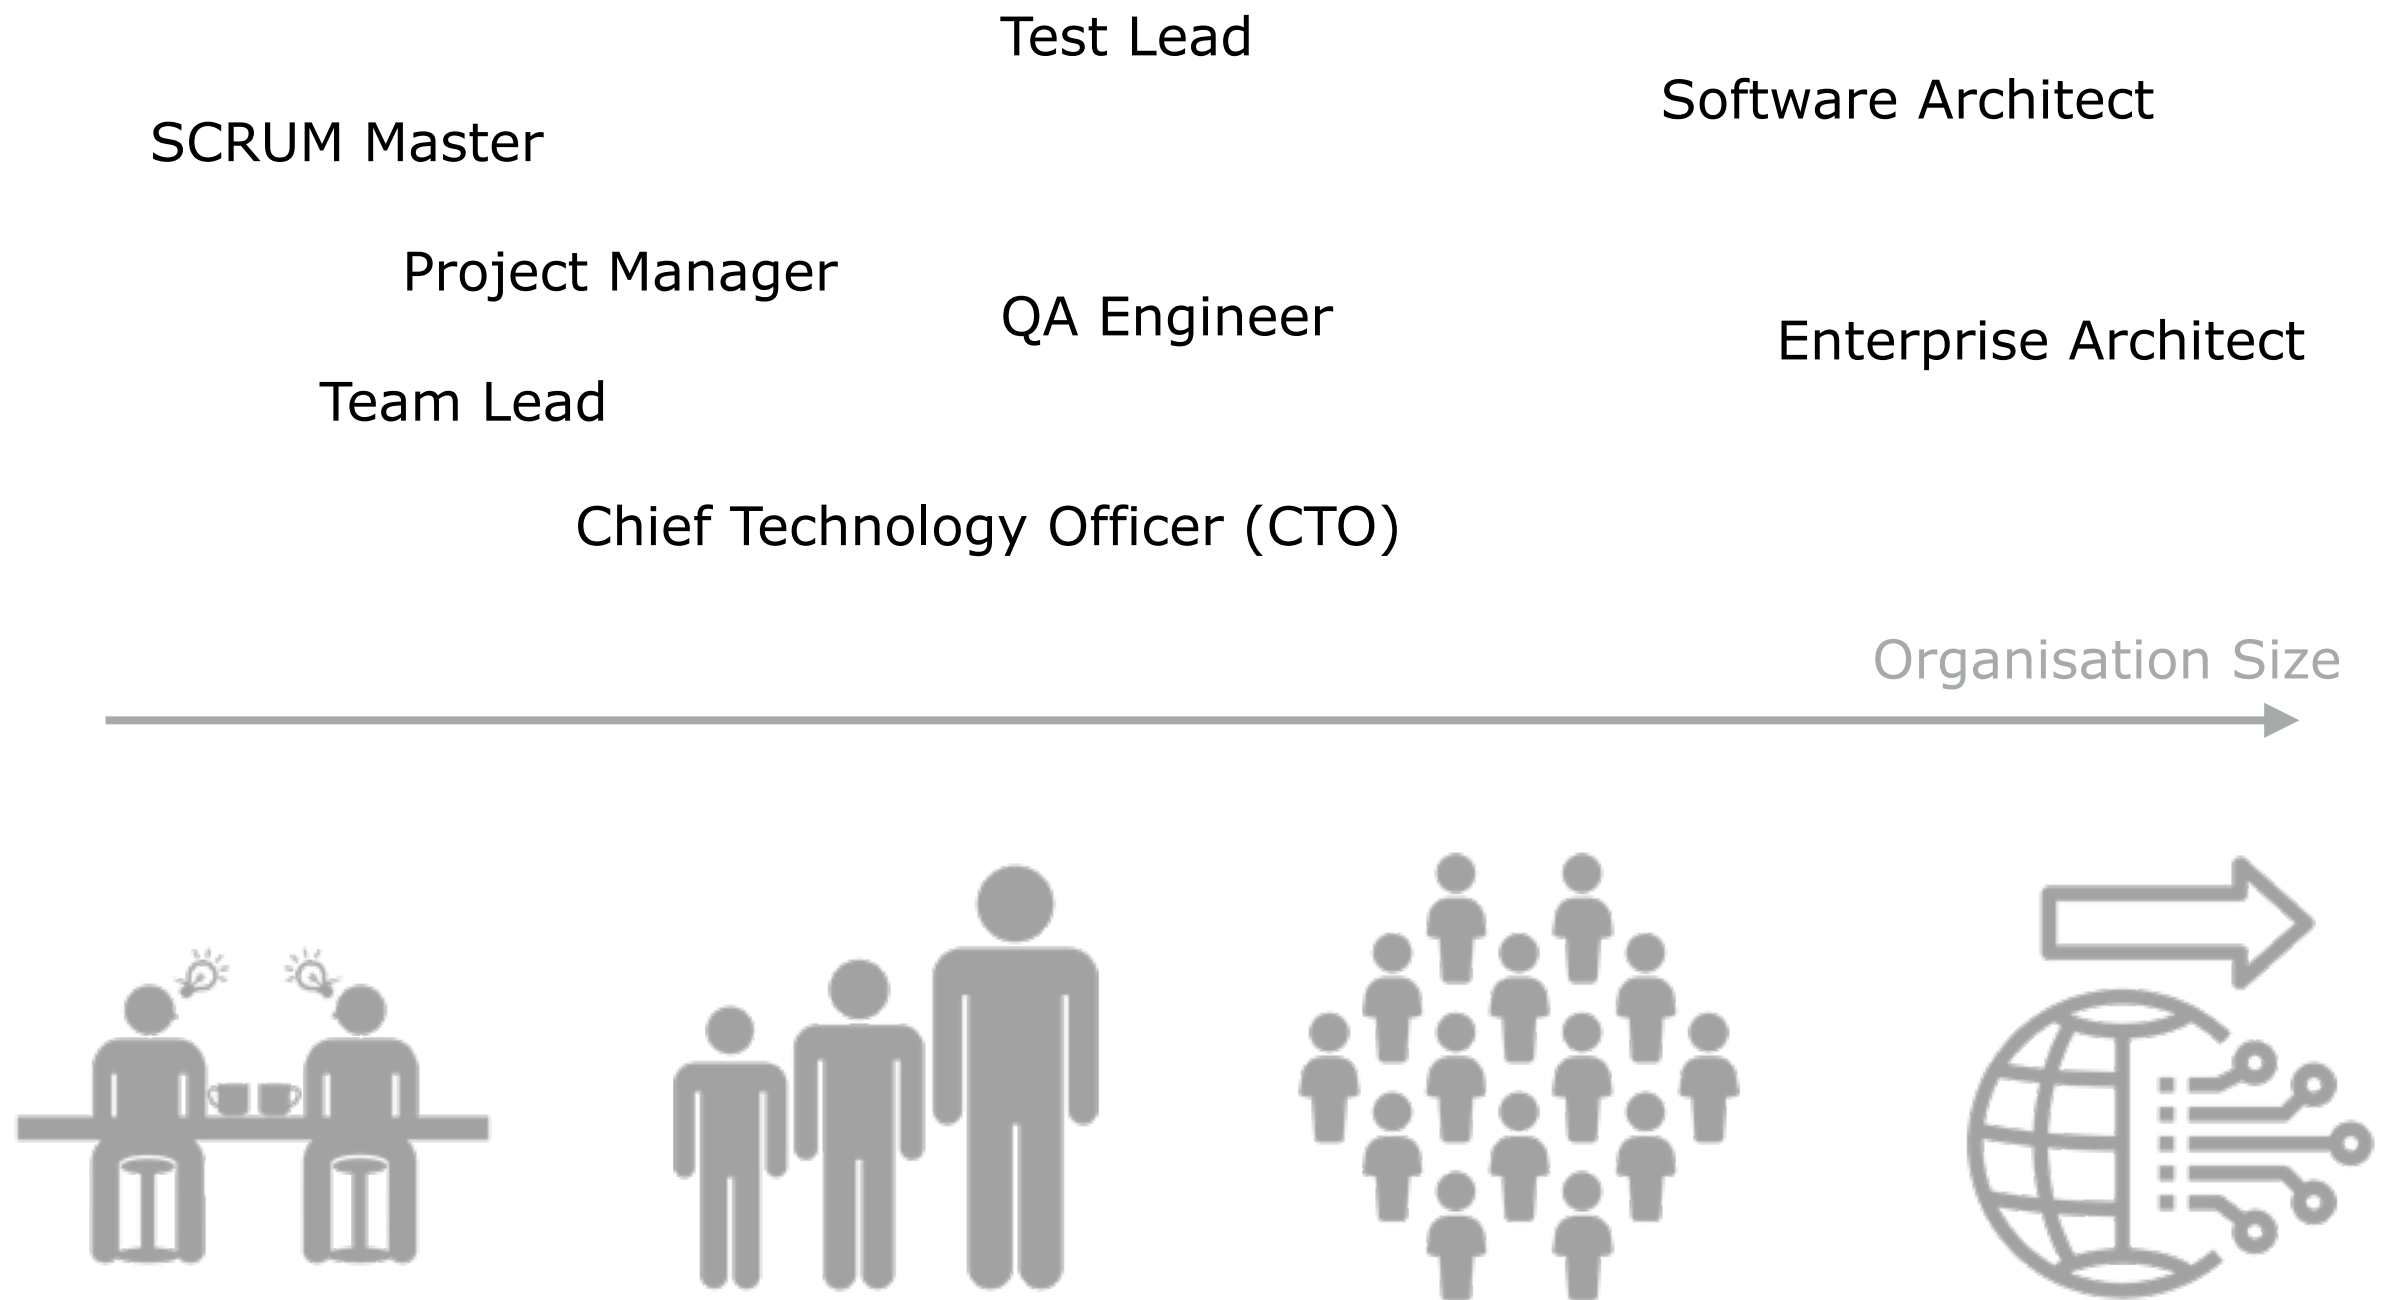 Test Lead
Software Architect
SCRUM Master
Project Manager
QA Engineer
Enterprise Architect
Team Lead
Chief Technology Officer (CTO)
Organisation Size